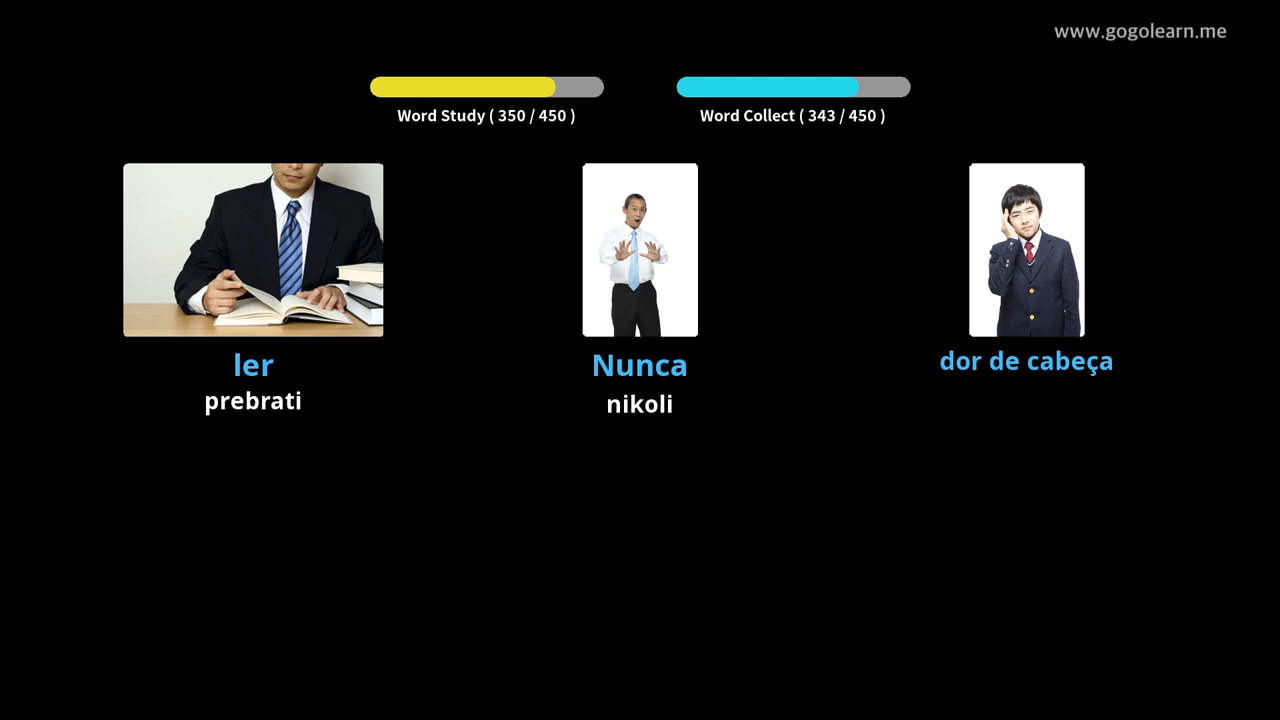 www.gogolearn.me
Word Study ( 350 / 450 )
Word Collect ( 343 / 450 )
ler
prebrati
Nunca
nikoli
dor de cabeça